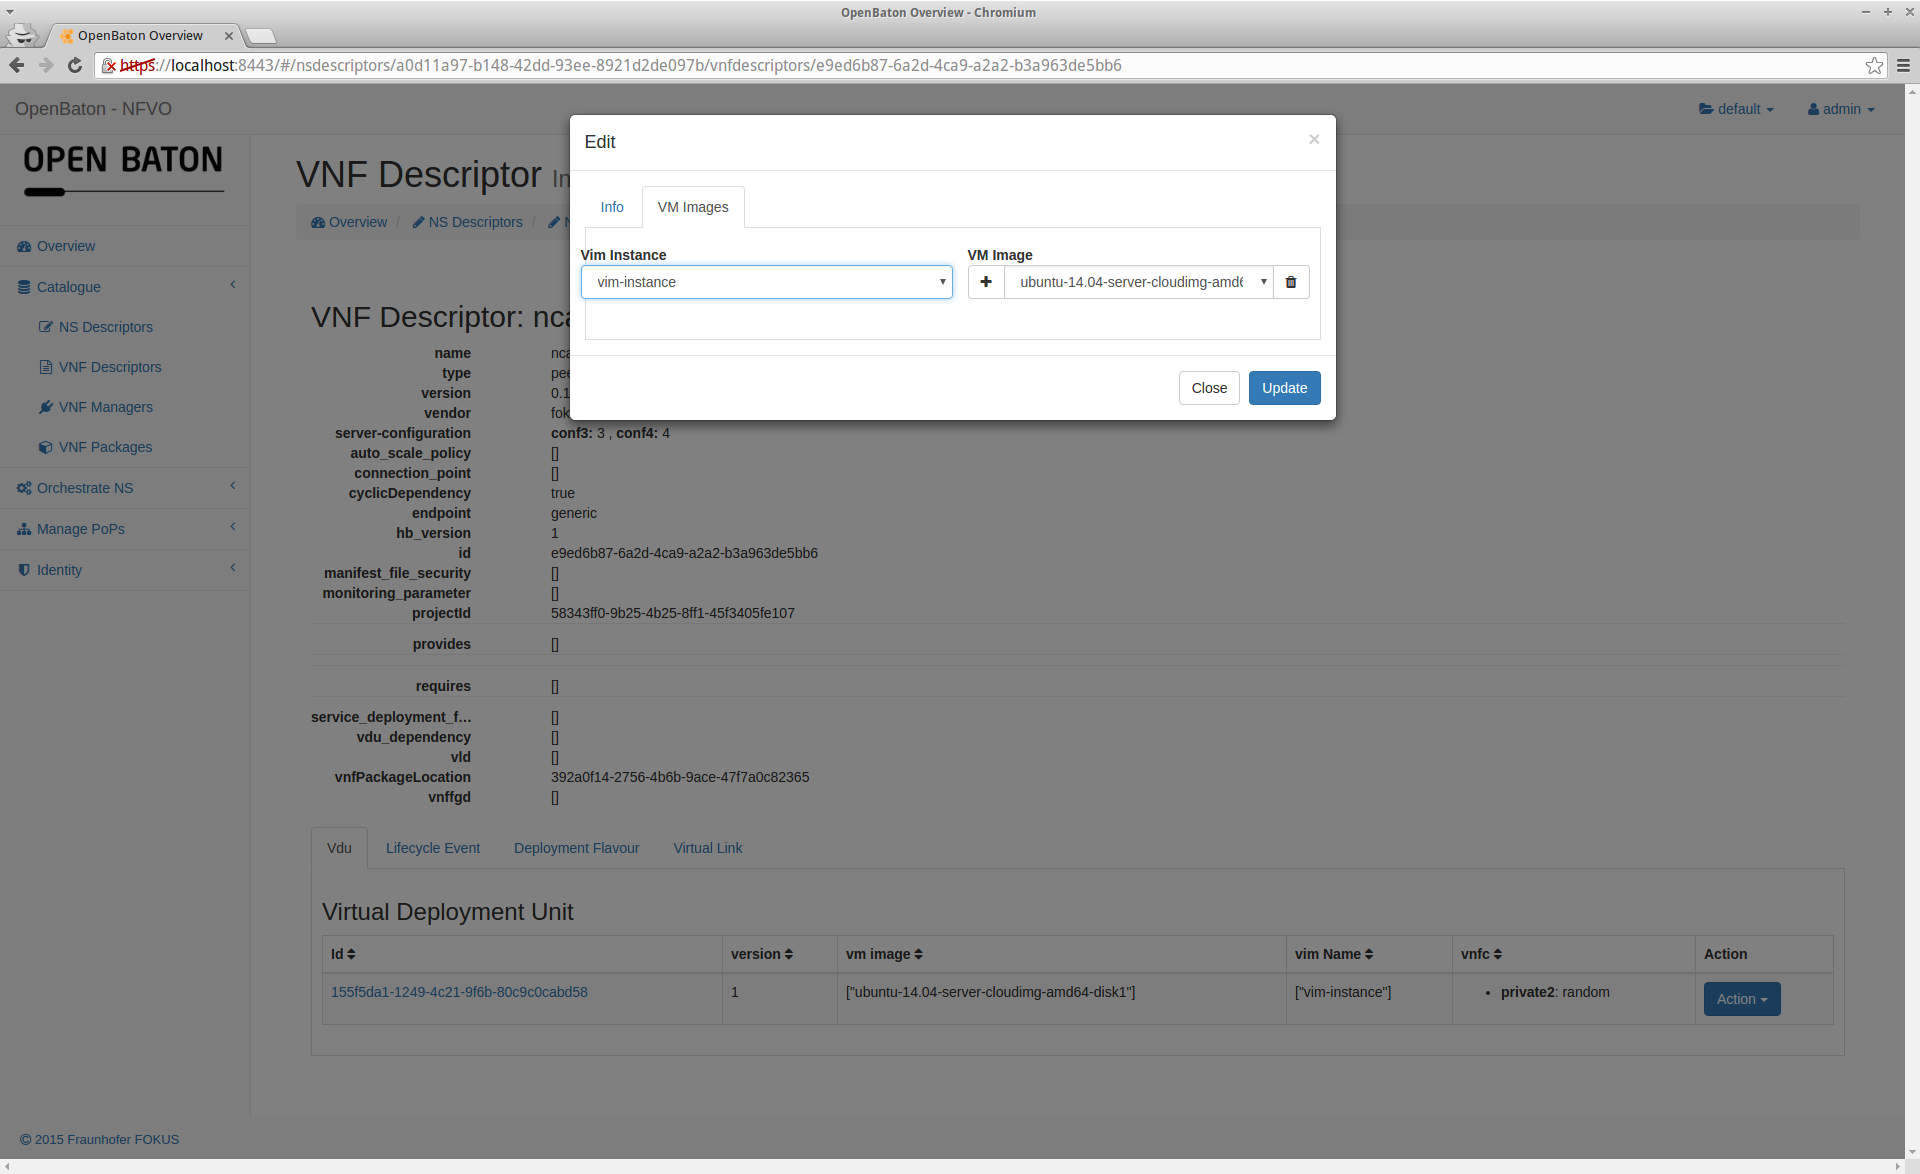 OpenBaton Overview - Chromium
OpenBaton Overview
https://localhost:8443/#/nsdescriptors/a0d11a97-b148-42dd-93ee-8921d2de097b/vnfdescriptors/e9ed6b87-6a2d-4ca9-a2a2-b3a963de5bb6
OpenBaton - NFVO
default
admin
OPEN BATON
Overview
Catalogue
NS Descriptors
VNF Descriptors
VNF Managers
VNF Packages
Orchestrate NS
Manage PoPs
Identity
VNF Descriptor In
Overview / NS Descriptors / N
Edit
×
Info
VM Images
Vim Instance
VM Image
vim-instance
ubuntu-14.04-server-cloudimg-amd6
Close
Update
VNF Descriptor: nca
name nca
type pee
version 0.1
vendor fok
server-configuration conf3: 3 , conf4: 4
auto_scale_policy []
connection_point []
cyclicDependency true
endpoint generic
hb_version 1
id e9ed6b87-6a2d-4ca9-a2a2-b3a963de5bb6
manifest_file_security []
monitoring_parameter []
projectId 58343ff0-9b25-4b25-8ff1-45f3405fe107
provides []
requires []
service_deployment_f... []
vdu_dependency []
vld []
vnfPackageLocation 392a0f14-2756-4b6b-9ace-47f7a0c82365
vnffgd []
Vdu
Lifecycle Event
Deployment Flavour
Virtual Link
Virtual Deployment Unit
Id version vm image vim Name vnfc Action
155f5da1-1249-4c21-9f6b-80c9c0cabd58 1 ["ubuntu-14.04-server-cloudimg-amd64-disk1"] ["vim-instance"] • private2: random Action
© 2015 Fraunhofer FOKUS